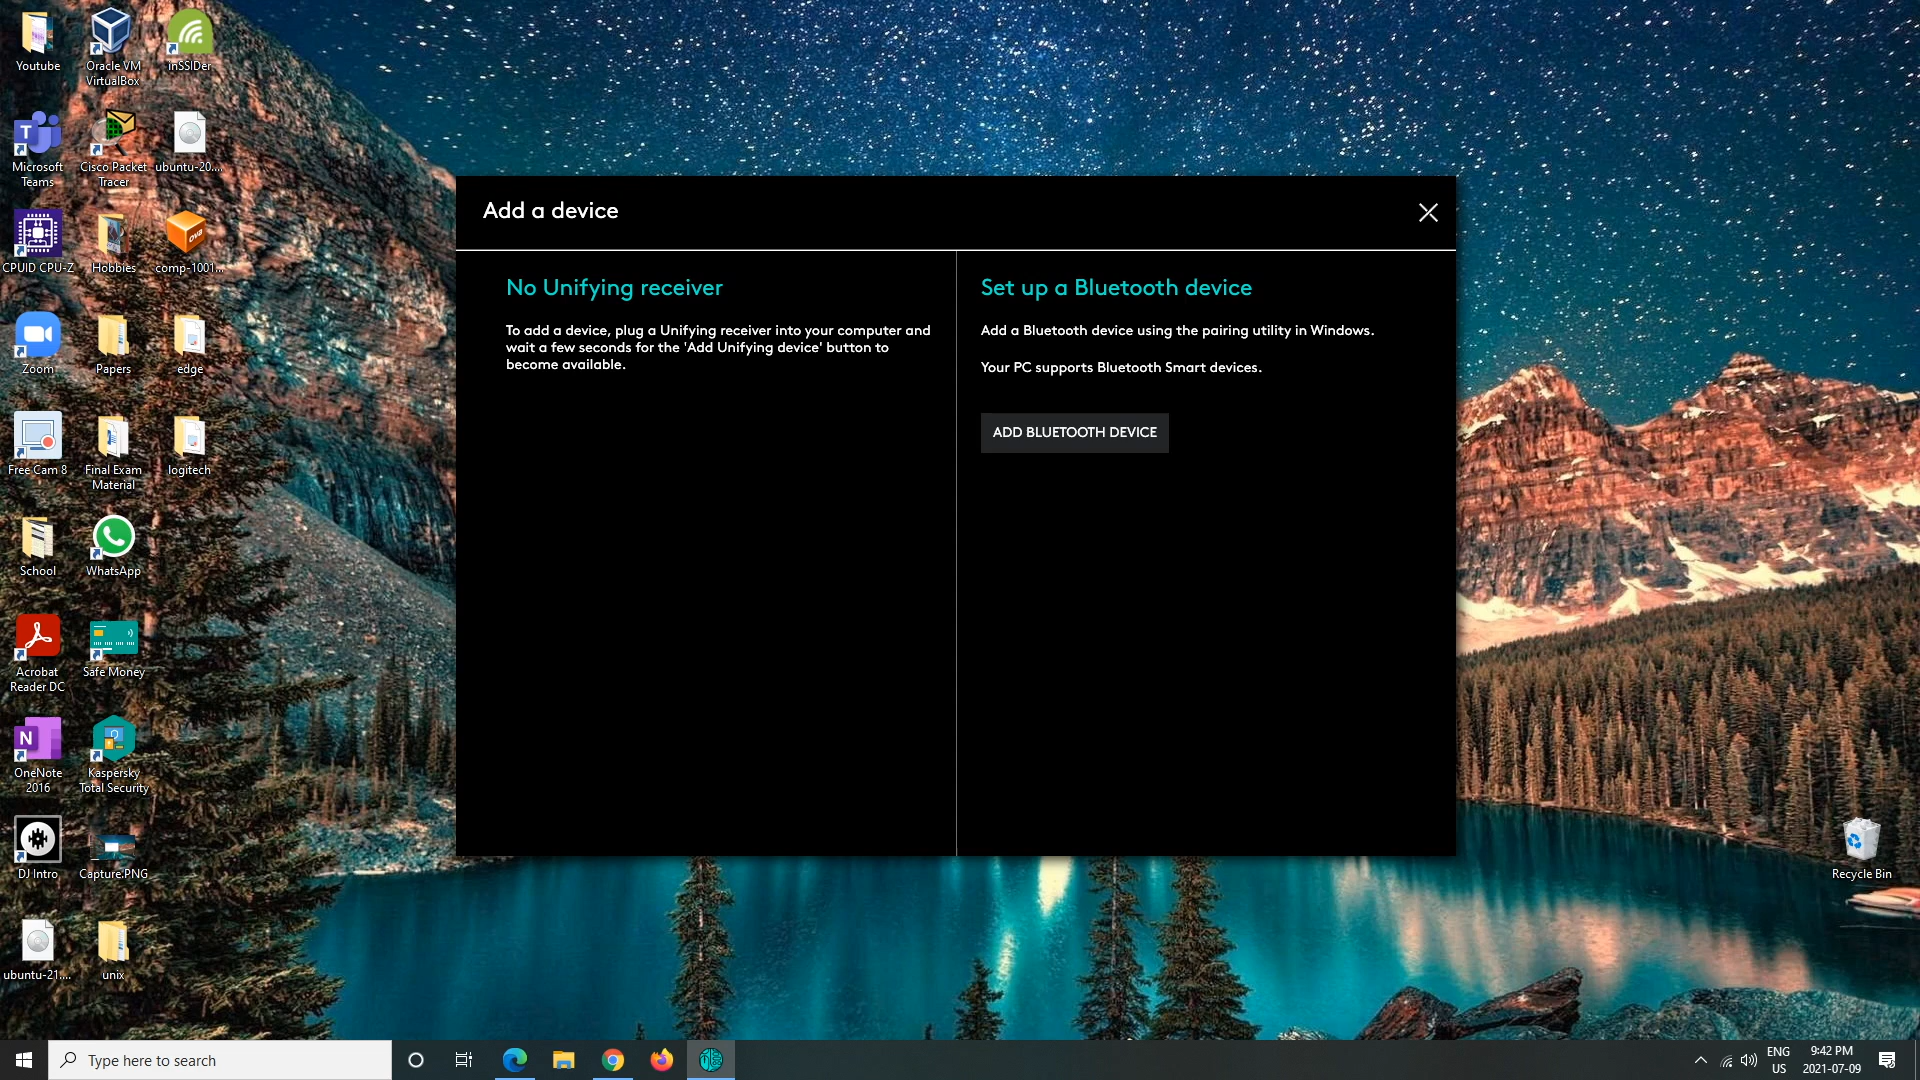 Youtube
Oracle VM
VirtualBox
inSSIDer
Microsoft
Teams
Cisco Packet
Tracer
ubuntu-20....
CPUID CPU-Z
Hobbies
comp-1001...
Zoom
Papers
edge
Free Cam 8
Final Exam
Material
logitech
School
WhatsApp
Acrobat
Reader DC
Safe Money
OneNote
2016
Kaspersky
Total Security
DJ Intro
Capture.PNG
ubuntu-21....
unix
Add a device
No Unifying receiver
To add a device, plug a Unifying receiver into your computer and
wait a few seconds for the 'Add Unifying device' button to
become available.
Set up a Bluetooth device
Add a Bluetooth device using the pairing utility in Windows.
Your PC supports Bluetooth Smart devices.
ADD BLUETOOTH DEVICE
Recycle Bin
Type here to search
ENG
US
9:42 PM
2021-07-09